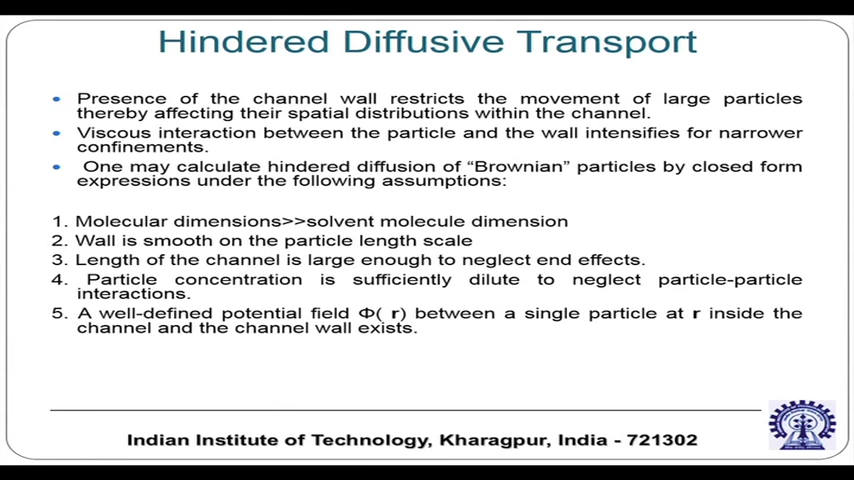 Hindered Diffusive Transport
• Presence of the channel wall restricts the movement of large particles
thereby affecting their spatial distributions within the channel.
• Viscous interaction between the particle and the wall intensifies for narrower
confinements.
• One may calculate hindered diffusion of “Brownian” particles by closed form
expressions under the following assumptions:
1. Molecular dimensions>>solvent molecule dimension
2. Wall is smooth on the particle length scale
3. Length of the channel is large enough to neglect end effects.
4. Particle concentration is sufficiently dilute to neglect particle-particle
interactions.
5. A well-defined potential field Φ( r) between a single particle at r inside the
channel and the channel wall exists.
Indian Institute of Technology, Kharagpur, India - 721302